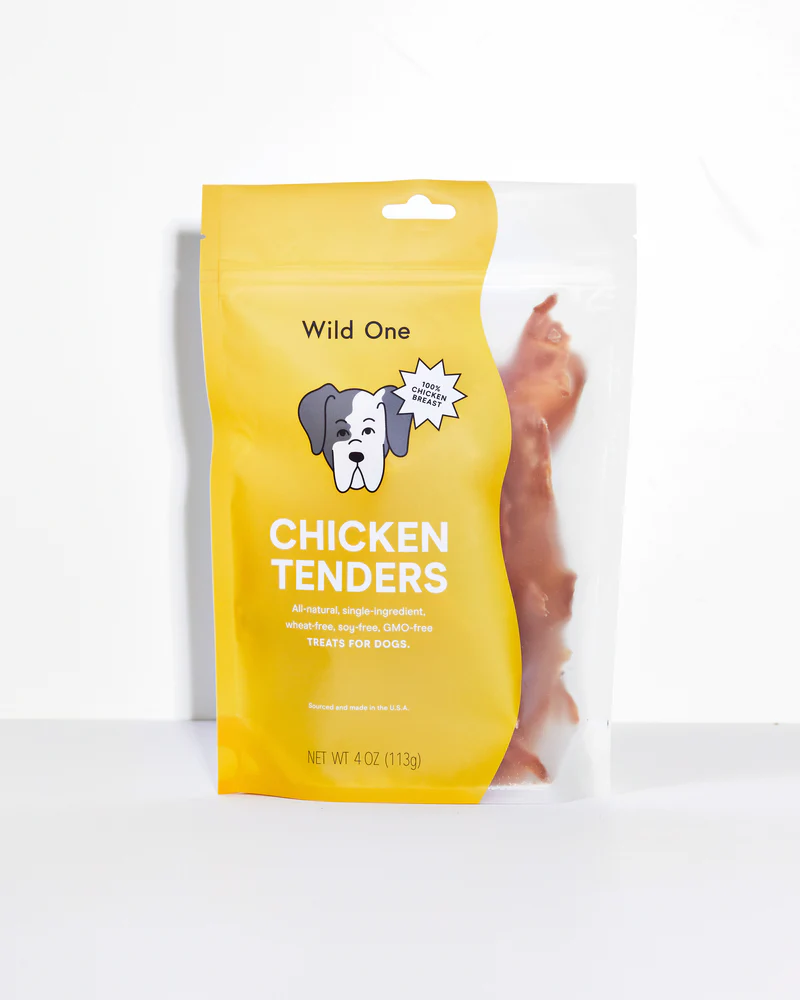 Wild One
100%
CHICKEN
BREAST
CHICKEN
TENDERS
All-natural, single-ingredient,
wheat-free, soy-free, GMO-free
TREATS FOR DOGS.
Sourced and made in the U.S.A.
NET WT 4 OZ (113g)